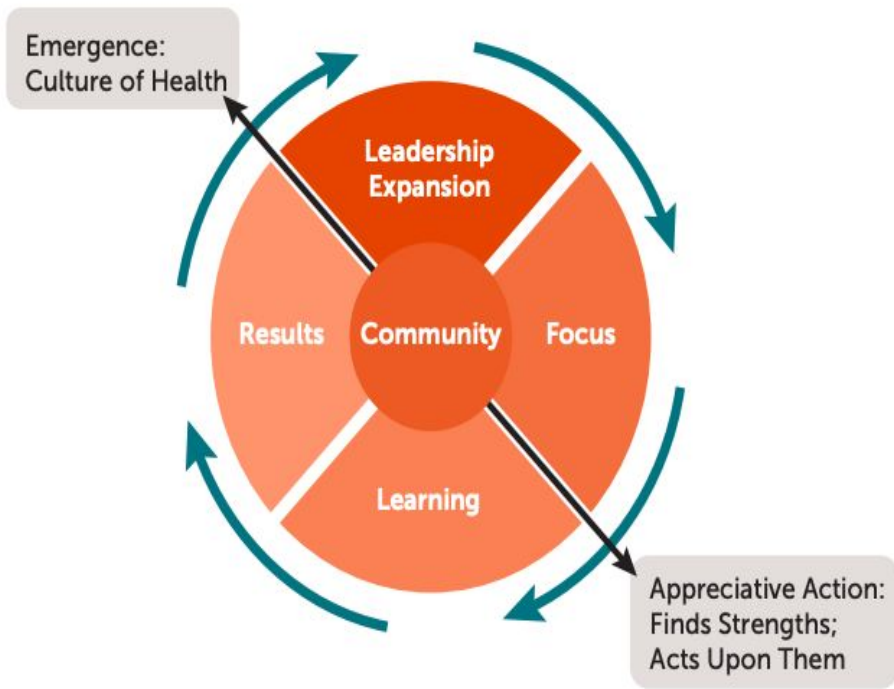 Emergence:
Culture of Health
Leadership
Expansion
Results
Community
Focus
Learning
Appreciative Action:
Finds Strengths;
Acts Upon Them